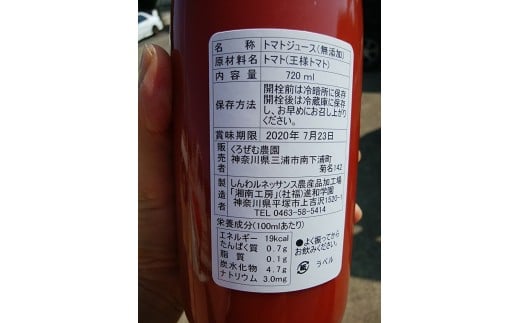 名　称 トマトジュース(無添加)
原材料名 トマト(王様トマト)
内容量 720 ml
保存方法 開栓前は冷暗所に保存
開栓後は冷蔵庫に保存
し、お早めにお召し上がり
ください。
賞味期限 2020年 7月23日
販売者 くろぜむ農園
神奈川県三浦市南下浦町
菊名142
製造者 しんわルネッサンス農産品加工場
「湘南工房」(社福)進和学園
神奈川県平塚市上吉沢1520-1
TEL 0463-58-5414
栄養成分(100mlあたり)
エネルギー 19kcal
たんぱく質 0.7g
脂質 0.1g
炭水化物 4.7g
ナトリウム 3.0mg
●よく振ってから
お飲みください。
ラベル